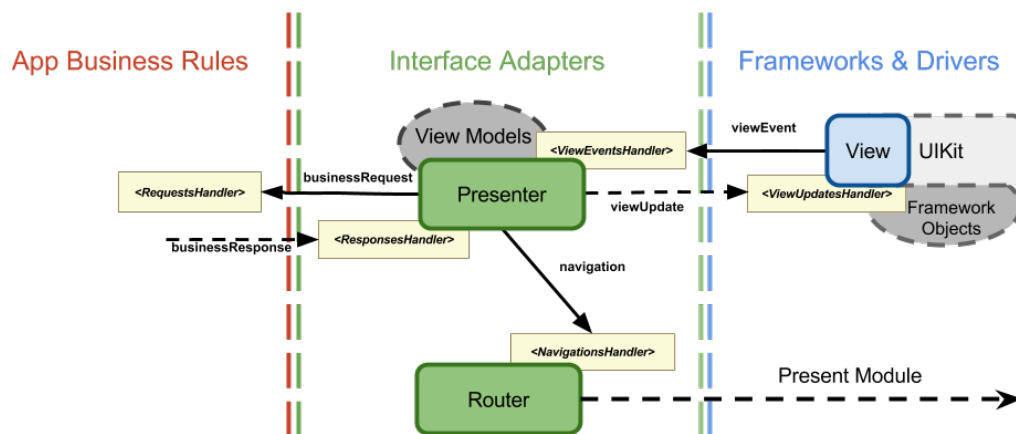 App Business Rules
Interface Adapters
Frameworks & Drivers
View Models
viewEvent
<ViewEventsHandler>
View
UIKit
businessRequest
<RequestsHandler>
Presenter
viewUpdate
<ViewUpdatesHandler>
Framework
Objects
businessResponse
<ResponsesHandler>
navigation
<NavigationsHandler>
Present Module
Router